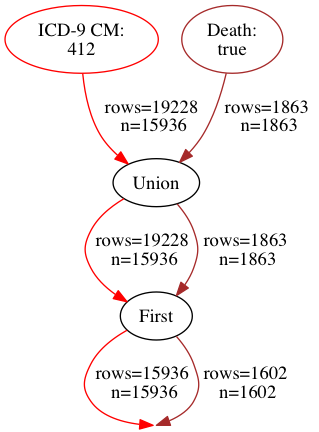 ICD-9 CM:
412
Death:
true
rows=19228
n=15936
rows=1863
n=1863
Union
rows=19228
n=15936
rows=1863
n=1863
First
rows=15936
n=15936
rows=1602
n=1602